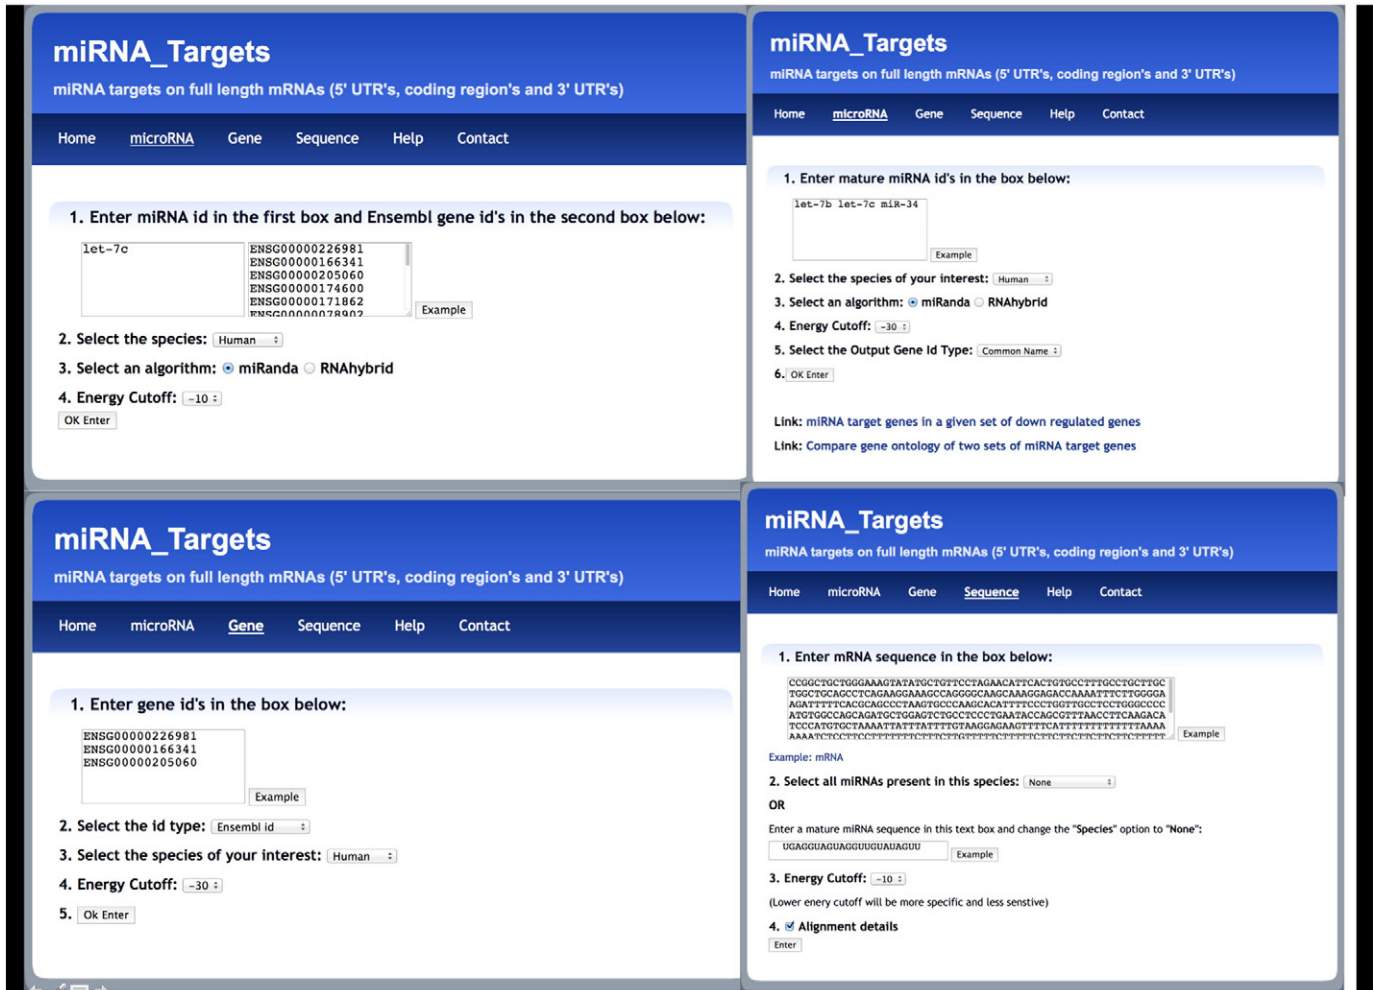 miRNA_Targets
miRNA targets on full length mRNAs (5' UTR's, coding region's and 3' UTR's)
Home microRNA Gene Sequence Help Contact
1. Enter miRNA id in the first box and Ensembl gene id's in the second box below:
let-7c
ENSG00000226981
ENSG00000166341
ENSG00000205060
ENSG00000174600
ENSG00000171862
ENSG00000078902
Example
2. Select the species: Human
3. Select an algorithm: miRanda RNAhybrid
4. Energy Cutoff: -10
OK Enter
miRNA_Targets
miRNA targets on full length mRNAs (5' UTR's, coding region's and 3' UTR's)
Home microRNA Gene Sequence Help Contact
1. Enter mature miRNA id's in the box below:
let-7b let-7c miR-34
Example
2. Select the species of your interest: Human
3. Select an algorithm: miRanda RNAhybrid
4. Energy Cutoff: -30
5. Select the Output Gene Id Type: Common Name
6. OK Enter
Link: miRNA target genes in a given set of down regulated genes
Link: Compare gene ontology of two sets of miRNA target genes
miRNA_Targets
miRNA targets on full length mRNAs (5' UTR's, coding region's and 3' UTR's)
Home microRNA Gene Sequence Help Contact
1. Enter gene id's in the box below:
ENSG00000226981
ENSG00000166341
ENSG00000205060
Example
2. Select the id type: Ensembl id
3. Select the species of your interest: Human
4. Energy Cutoff: -30
5. Ok Enter
miRNA_Targets
miRNA targets on full length mRNAs (5' UTR's, coding region's and 3' UTR's)
Home microRNA Gene Sequence Help Contact
1. Enter mRNA sequence in the box below:
CCGGCTGCTGGGAAAGTATATGCTGTTCCTAGAACATTCACTGTGCCTTTGCCTGCTTGC
TGGCTGCAGCCTCAGAAGGAAAGCCAGGGGCAAGCAAAGGAGACCAAAATTTCTTGGGGA
AGATTTTTCACGCAGCCCTAAGTGCCCAAGCACATTTTCCCTGGTTGCCTCCTGGGCCCC
ATGTGGCCAGCAGATGCTGGAGTCTGCCTCCCTGAATACCAGCGTTTAACCTTCAAGACA
TCCCATGTGCTAAAATTATTTATTTTGTAAGGAGAAGTTTTCATTTTTTTTTTTTTAAAA
Example
Example: mRNA
2. Select all miRNAs present in this species: None
OR
Enter a mature miRNA sequence in this text box and change the "Species" option to "None":
UGAGGUAGUAGGUUGUAUAGUU
Example
3. Energy Cutoff: -10
(Lower enery cutoff will be more specific and less senstive)
4. Alignment details
Enter